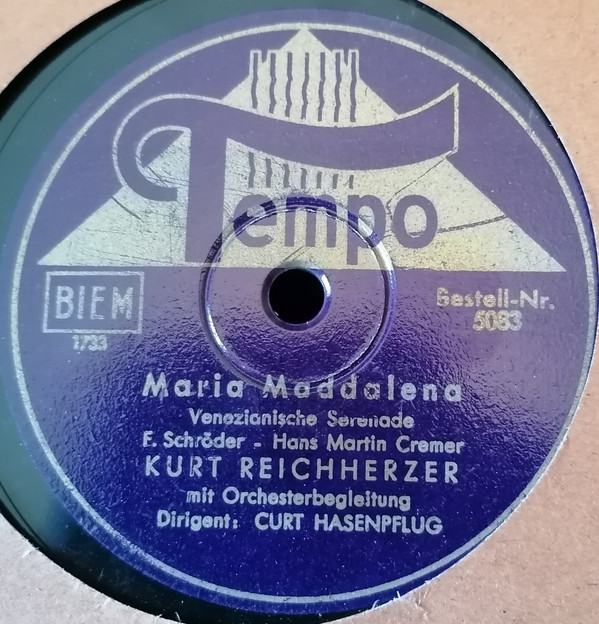 Tempo
BIEM
1733
Bestell-Nr.
5083
Maria Maddalena
Venezianische Serenade
F. Schröder - Hans Martin Cremer
KURT REICHHERZER
mit Orchesterbegleitung
Dirigent: CURT HASENPFLUG